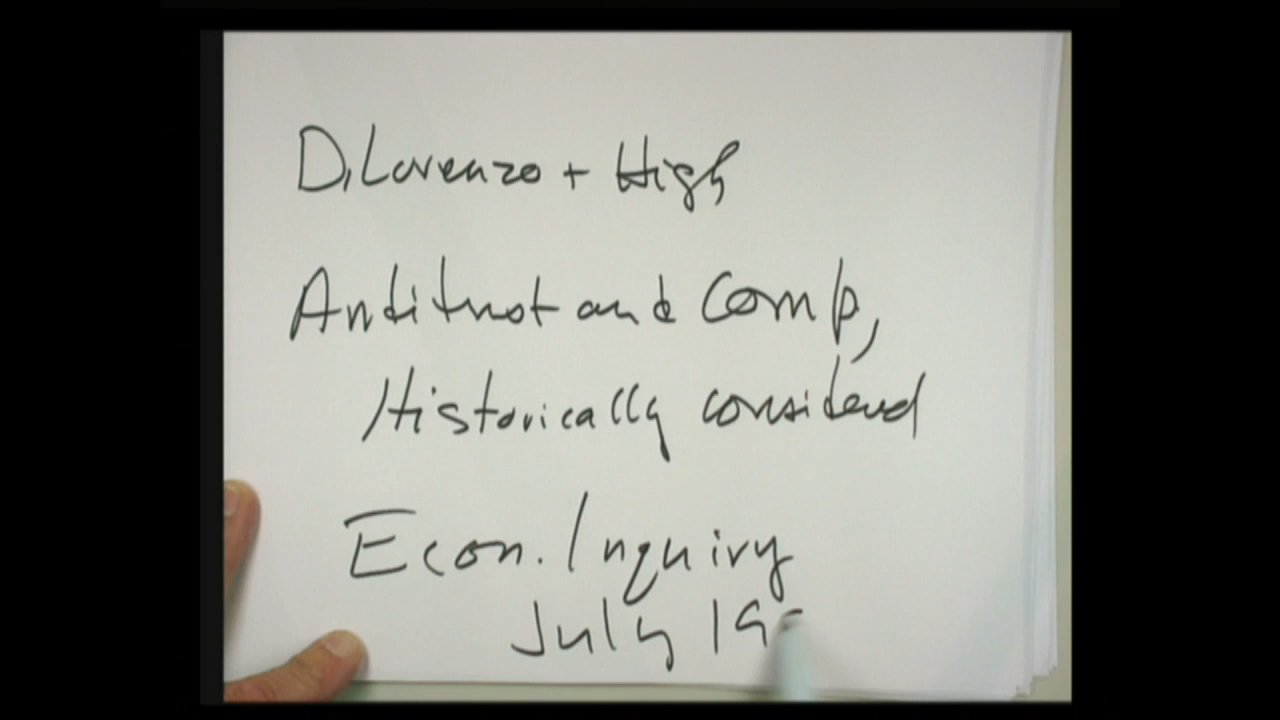 DiLorenzo + High
Antitrust and Comp,
Historically considered
Econ. Inquiry
July 19